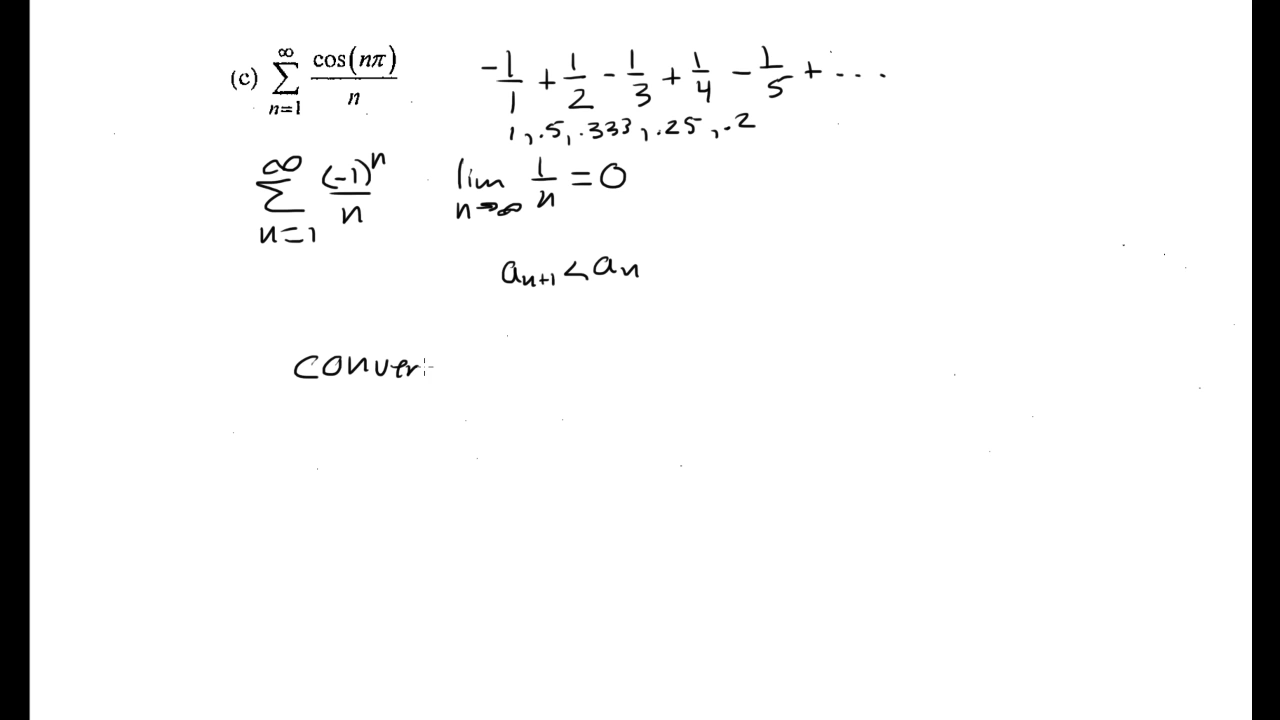 (c) ∑_{n=1}^{∞} cos(nπ)/n   -1/1 + 1/2 - 1/3 + 1/4 - 1/5 + ...
1, .5, .333, .25, .2
∑_{n=1}^{∞} (-1)^n/n   lim_{n→∞} 1/n = 0
a_{n+1} < a_n
conver